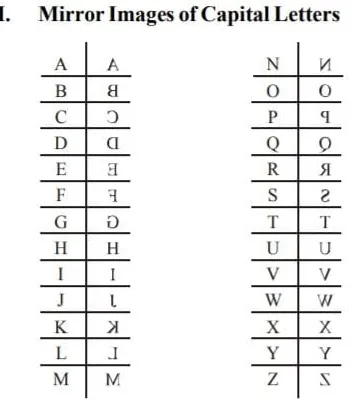 I. Mirror Images of Capital Letters
A A N И
B ᗺ O O
C Ɔ P ꟼ
D ᗡ Q Ọ
E Ǝ R Я
F ꟻ S Ƨ
G Ꭾ T T
H H U U
I I V V
J Ⴑ W W
K ꓘ X X
L ⅃ Y Y
M M Z Ƶ